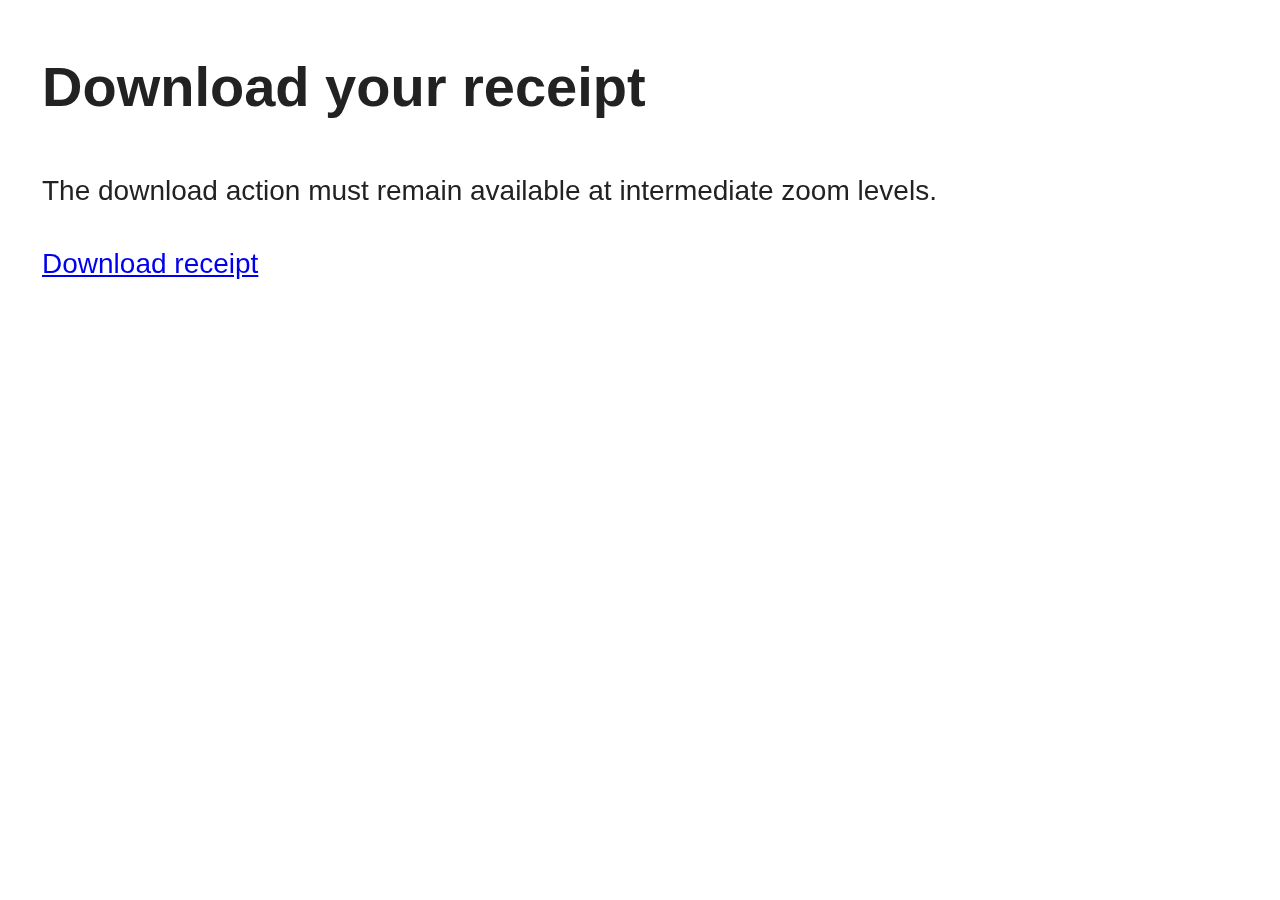 Download your receipt
The download action must remain available at intermediate zoom levels.
Download receipt